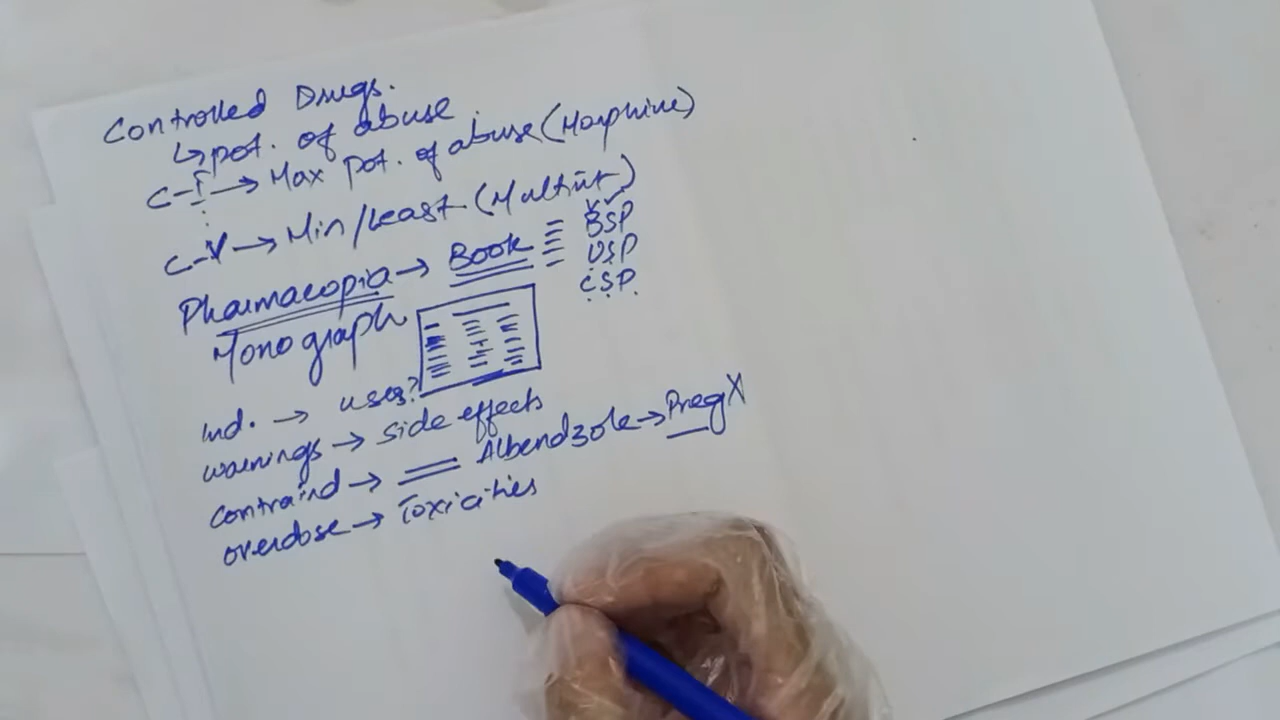 Controlled Drugs.
↳ pot. of abuse.
C-I → Max pot. of abuse (Morphine)
C-V → Min/Least (Multivit)
Pharmacopia → Book
BSP
USP
CSP
Monograph
Ind. → uses?
warnings → side effects
contraind → Albendzole → Preg X
overdose → Toxicities